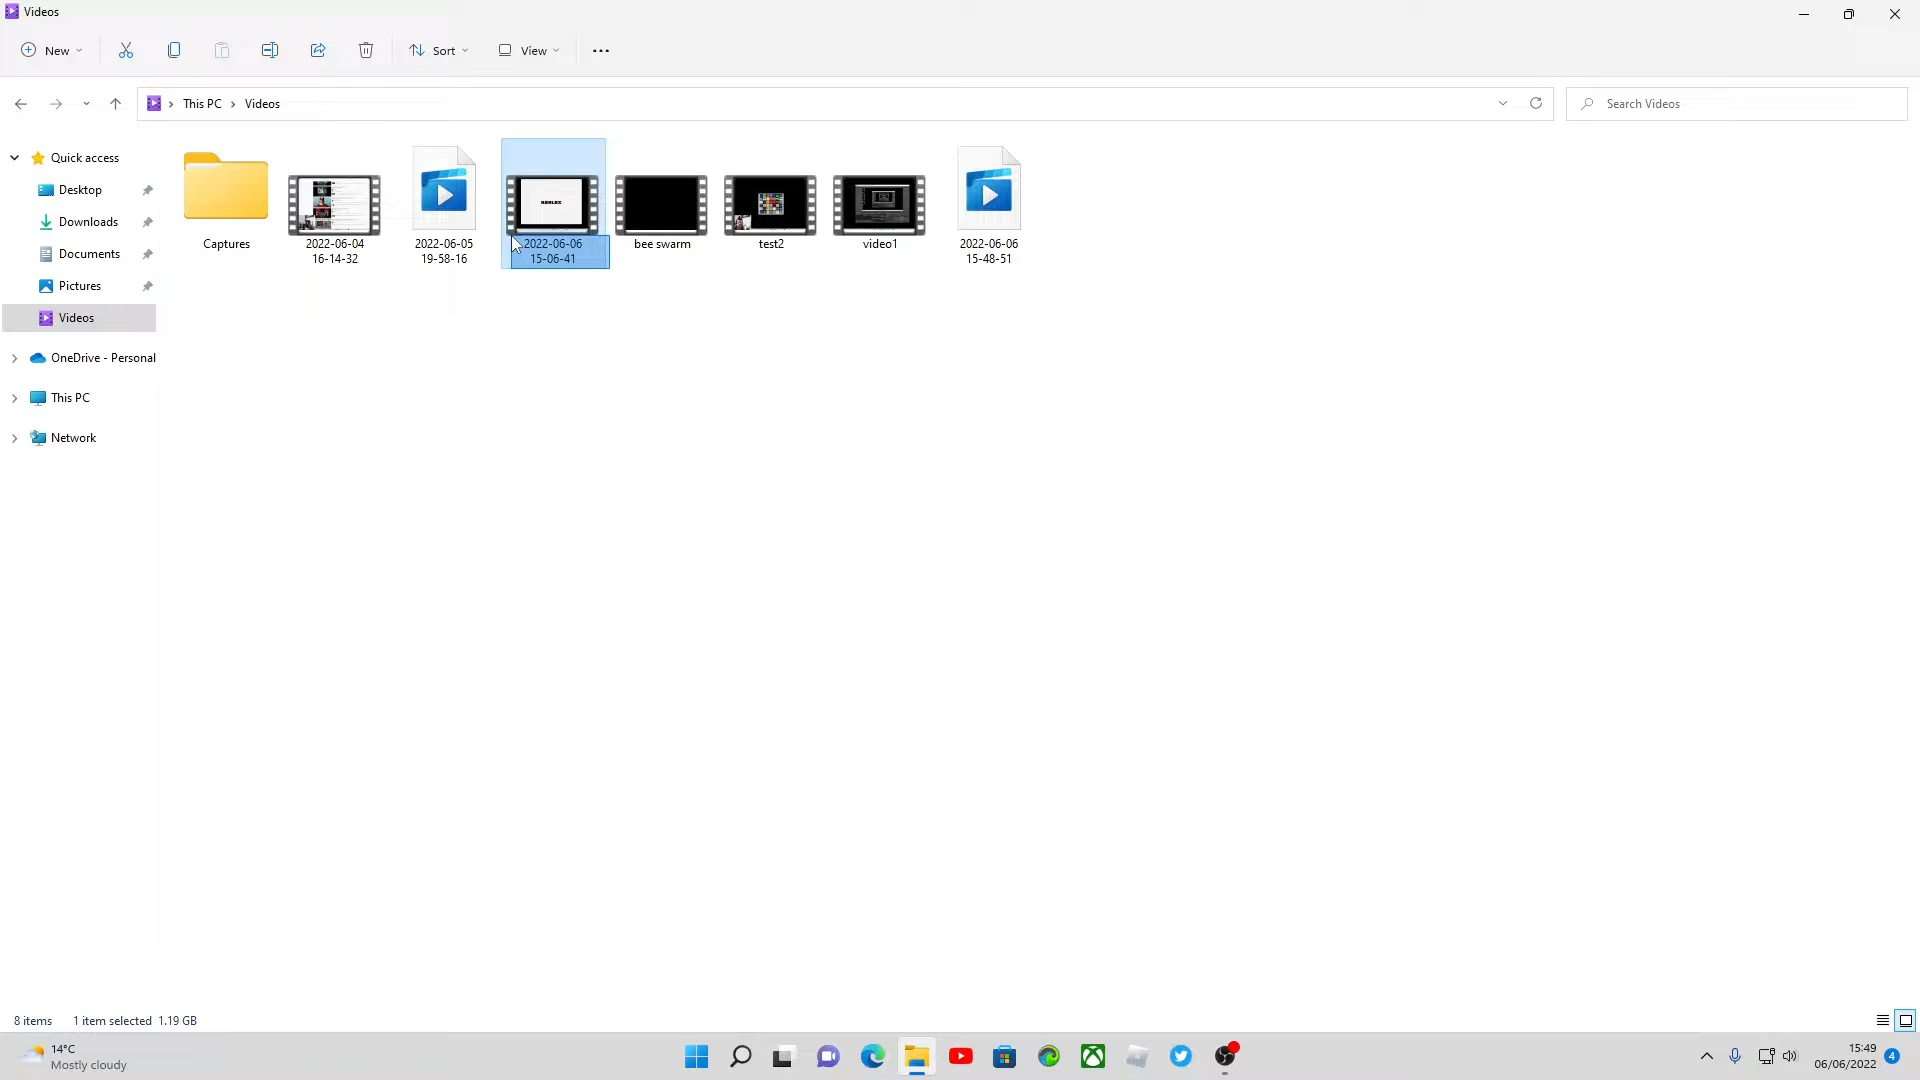 Videos
New
Sort
View
This PC
Videos
Search Videos
Quick access
Desktop
Downloads
Documents
Pictures
Videos
OneDrive - Personal
This PC
Network
Captures
2022-06-04
16-14-32
2022-06-05
19-58-16
ROBLOX
2022-06-06
15-06-41
bee swarm
test2
video1
2022-06-06
15-48-51
8 items
1 item selected 1.19 GB
14°C
Mostly cloudy
15:49
06/06/2022
4